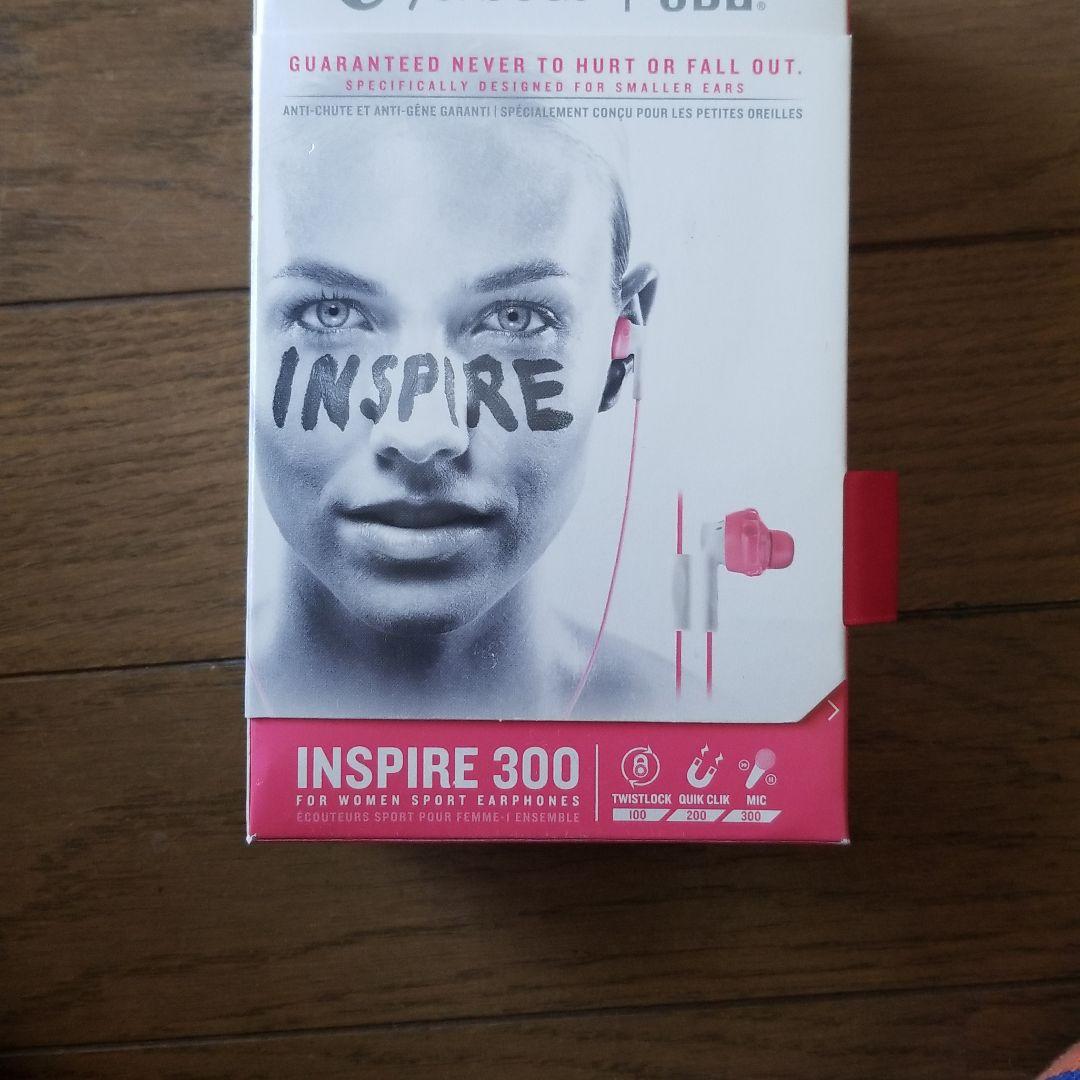 GUARANTEED NEVER TO HURT OR FALL OUT.
SPECIFICALLY DESIGNED FOR SMALLER EARS
ANTI-CHUTE ET ANTI-GÊNE GARANTI | SPÉCIALEMENT CONÇU POUR LES PETITES OREILLES
INSPIRE
INSPIRE 300
FOR WOMEN SPORT EARPHONES
ÉCOUTEURS SPORT POUR FEMME-1 ENSEMBLE
TWISTLOCK QUIK CLIK MIC
100 200 300